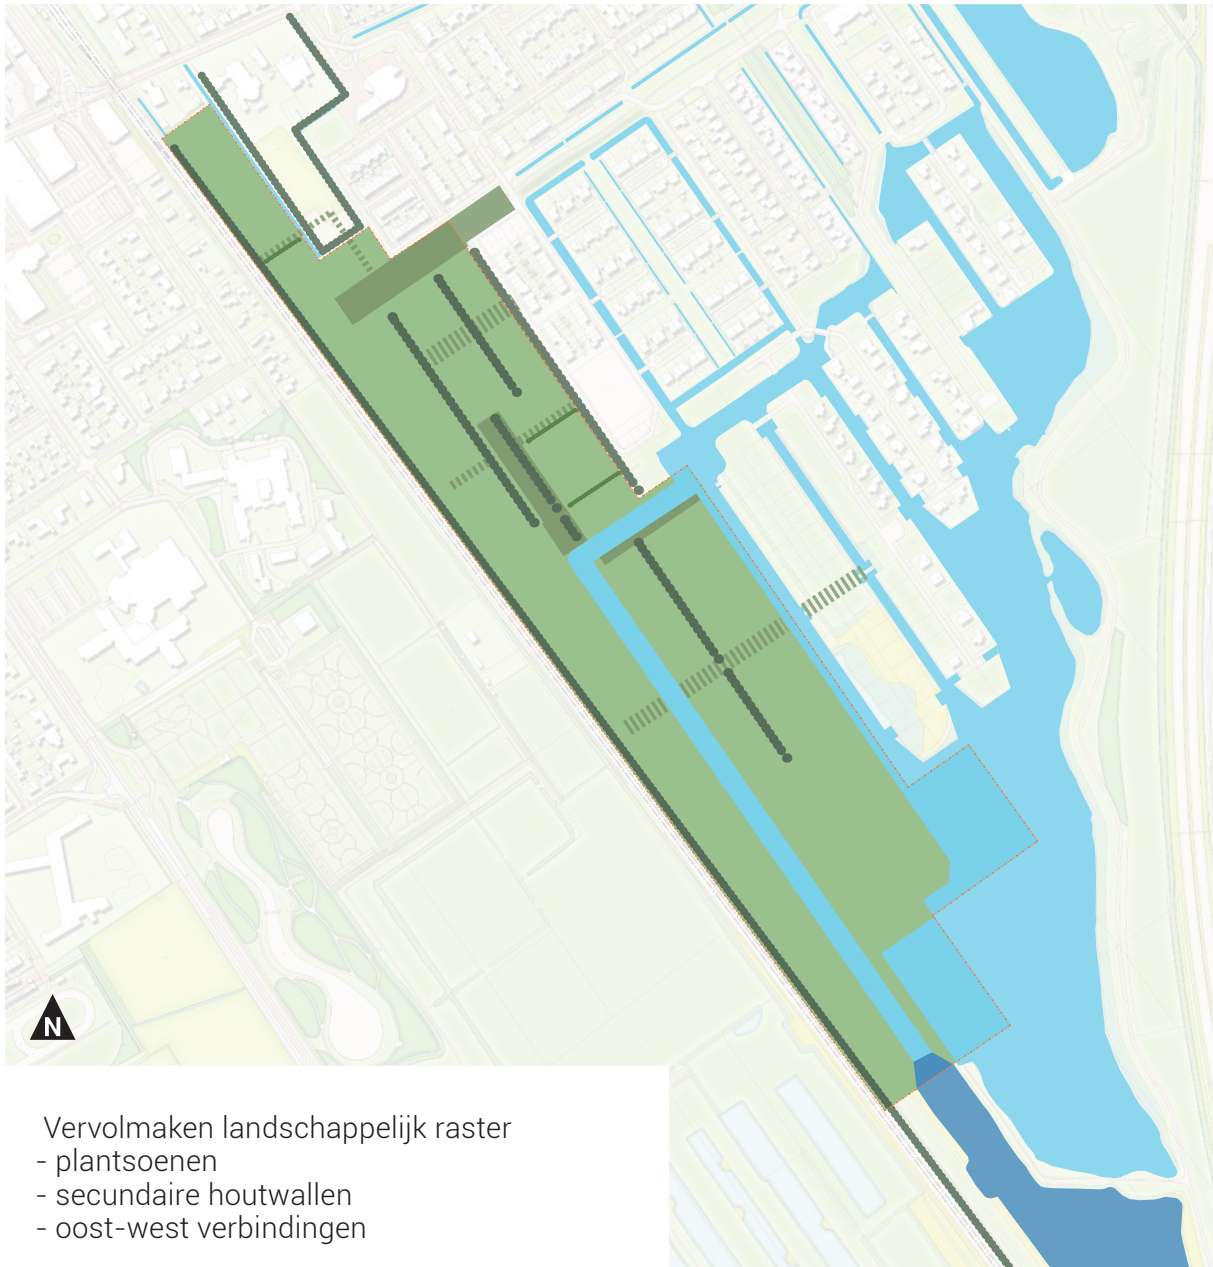 N
Vervolmaken landschappelijk raster
- plantsoenen
- secundaire houtwallen
- oost-west verbindingen